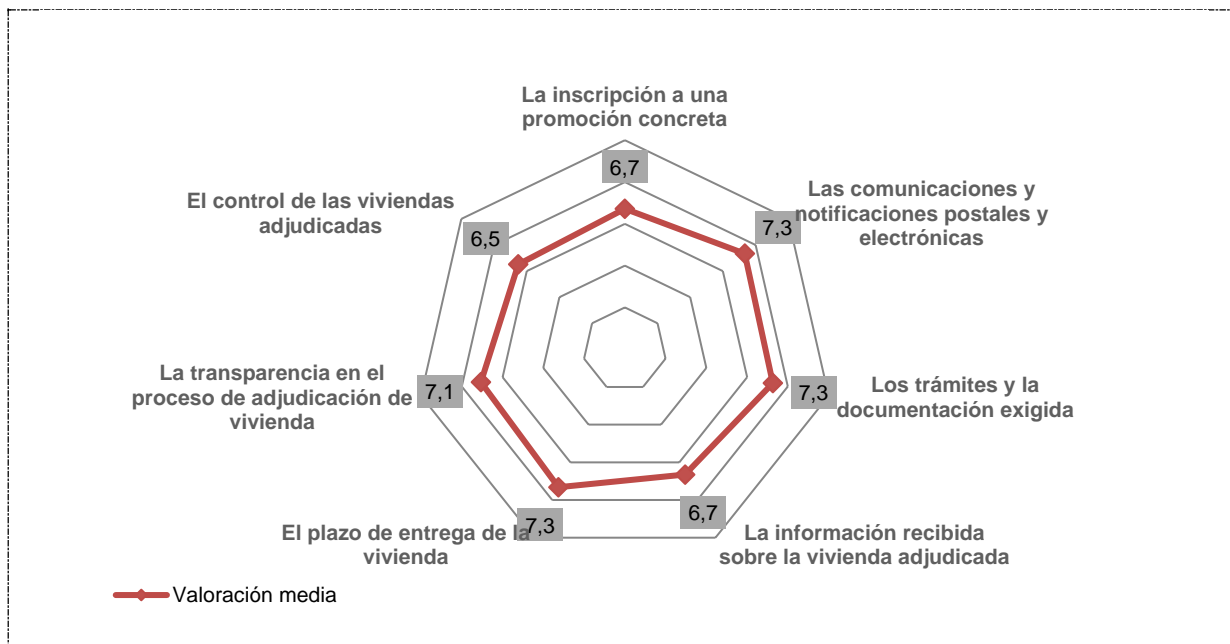 La inscripción a una
promoción concreta
6,7
Las comunicaciones y
notificaciones postales y
electrónicas
7,3
Los trámites y la
documentación exigida
7,3
La información recibida
sobre la vivienda adjudicada
6,7
El plazo de entrega de la
vivienda
7,3
La transparencia en el
proceso de adjudicación de
vivienda
7,1
El control de las viviendas
adjudicadas
6,5
Valoración media